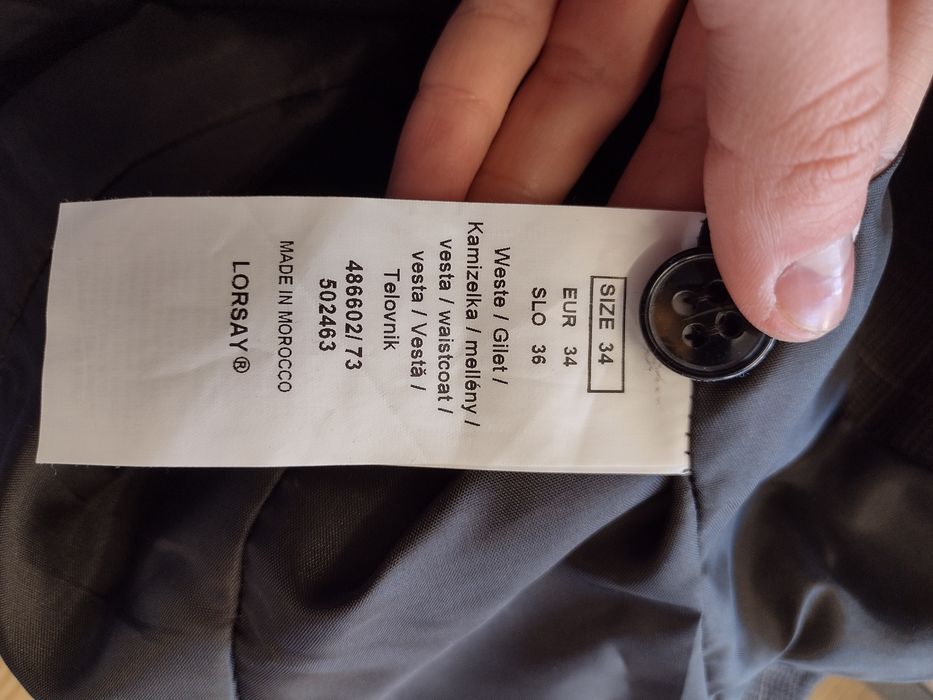 SIZE 34
EUR 34
SLO 36
Weste / Gilet /
Kamizelka / mellény /
vesta / waistcoat /
vesta / Vestă /
Telovnik
486602/73
502463
MADE IN MOROCCO
LORSAY®